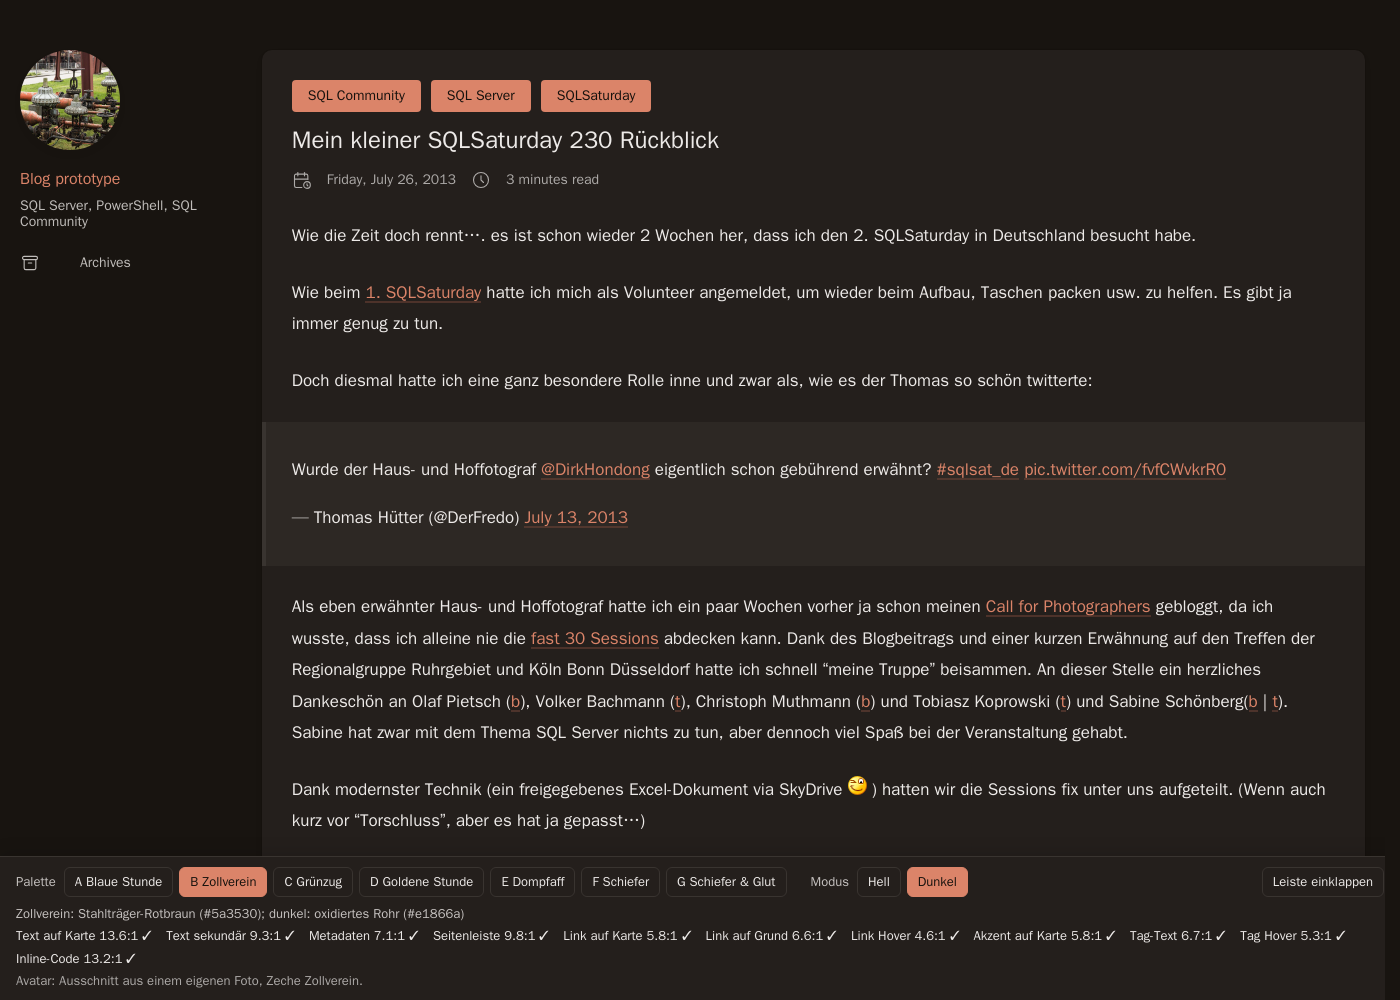 SQL Community SQL Server SQLSaturday
Mein kleiner SQLSaturday 230 Rückblick
Friday, July 26, 2013 3 minutes read
Blog prototype
SQL Server, PowerShell, SQL
Community
Archives
Wie die Zeit doch rennt···. es ist schon wieder 2 Wochen her, dass ich den 2. SQLSaturday in Deutschland besucht habe.
Wie beim 1. SQLSaturday hatte ich mich als Volunteer angemeldet, um wieder beim Aufbau, Taschen packen usw. zu helfen. Es gibt ja
immer genug zu tun.
Doch diesmal hatte ich eine ganz besondere Rolle inne und zwar als, wie es der Thomas so schön twitterte:
Wurde der Haus- und Hoffotograf @DirkHondong eigentlich schon gebührend erwähnt? #sqlsat_de pic.twitter.com/fvfCWvkrR0
— Thomas Hütter (@DerFredo) July 13, 2013
Als eben erwähnter Haus- und Hoffotograf hatte ich ein paar Wochen vorher ja schon meinen Call for Photographers gebloggt, da ich
wusste, dass ich alleine nie die fast 30 Sessions abdecken kann. Dank des Blogbeitrags und einer kurzen Erwähnung auf den Treffen der
Regionalgruppe Ruhrgebiet und Köln Bonn Düsseldorf hatte ich schnell “meine Truppe” beisammen. An dieser Stelle ein herzliches
Dankeschön an Olaf Pietsch (b), Volker Bachmann (t), Christoph Muthmann (b) und Tobiasz Koprowski (t) und Sabine Schönberg(b | t).
Sabine hat zwar mit dem Thema SQL Server nichts zu tun, aber dennoch viel Spaß bei der Veranstaltung gehabt.
Dank modernster Technik (ein freigegebenes Excel-Dokument via SkyDrive 😉 ) hatten wir die Sessions fix unter uns aufgeteilt. (Wenn auch
kurz vor “Torschluss”, aber es hat ja gepasst···)
Palette A Blaue Stunde B Zollverein C Grünzug D Goldene Stunde E Dompfaff F Schiefer G Schiefer & Glut Modus Hell Dunkel Leiste einklappen
Zollverein: Stahlträger-Rotbraun (#5a3530); dunkel: oxidiertes Rohr (#e1866a)
Text auf Karte 13.6:1 ✓ Text sekundär 9.3:1 ✓ Metadaten 7.1:1 ✓ Seitenleiste 9.8:1 ✓ Link auf Karte 5.8:1 ✓ Link auf Grund 6.6:1 ✓ Link Hover 4.6:1 ✓ Akzent auf Karte 5.8:1 ✓ Tag-Text 6.7:1 ✓ Tag Hover 5.3:1 ✓
Inline-Code 13.2:1 ✓
Avatar: Ausschnitt aus einem eigenen Foto, Zeche Zollverein.